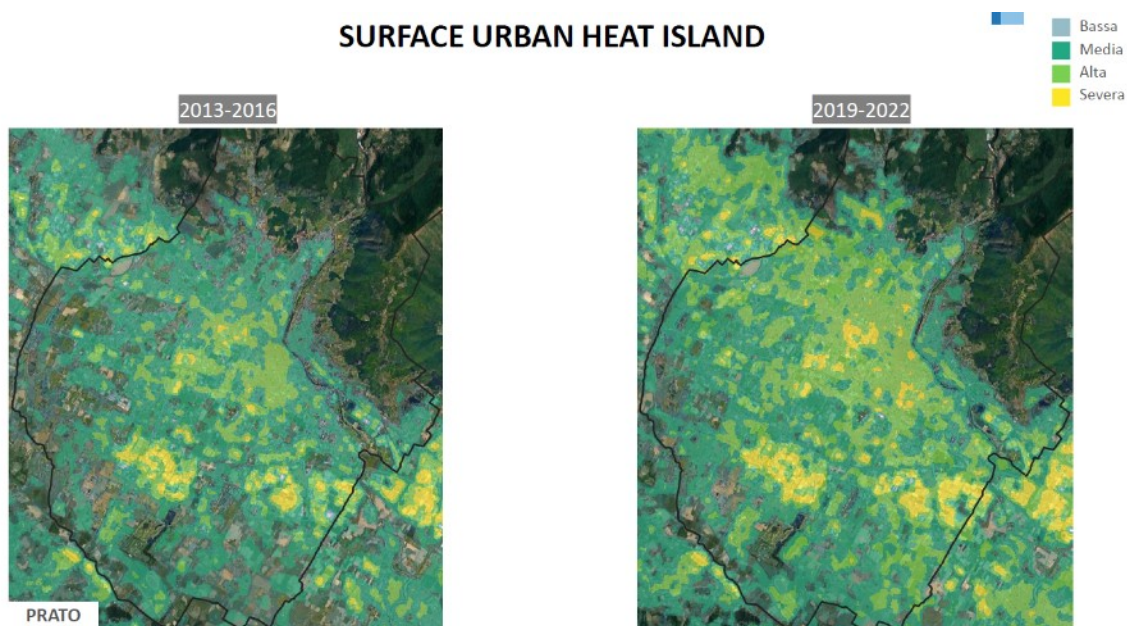 SURFACE URBAN HEAT ISLAND
Bassa
Media
Alta
Severa
2013-2016
2019-2022
PRATO